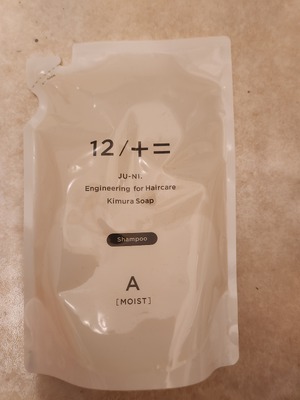 12/+=
JU-NI.
Engineering for Haircare
Kimura Soap
Shampoo
A
[MOIST]